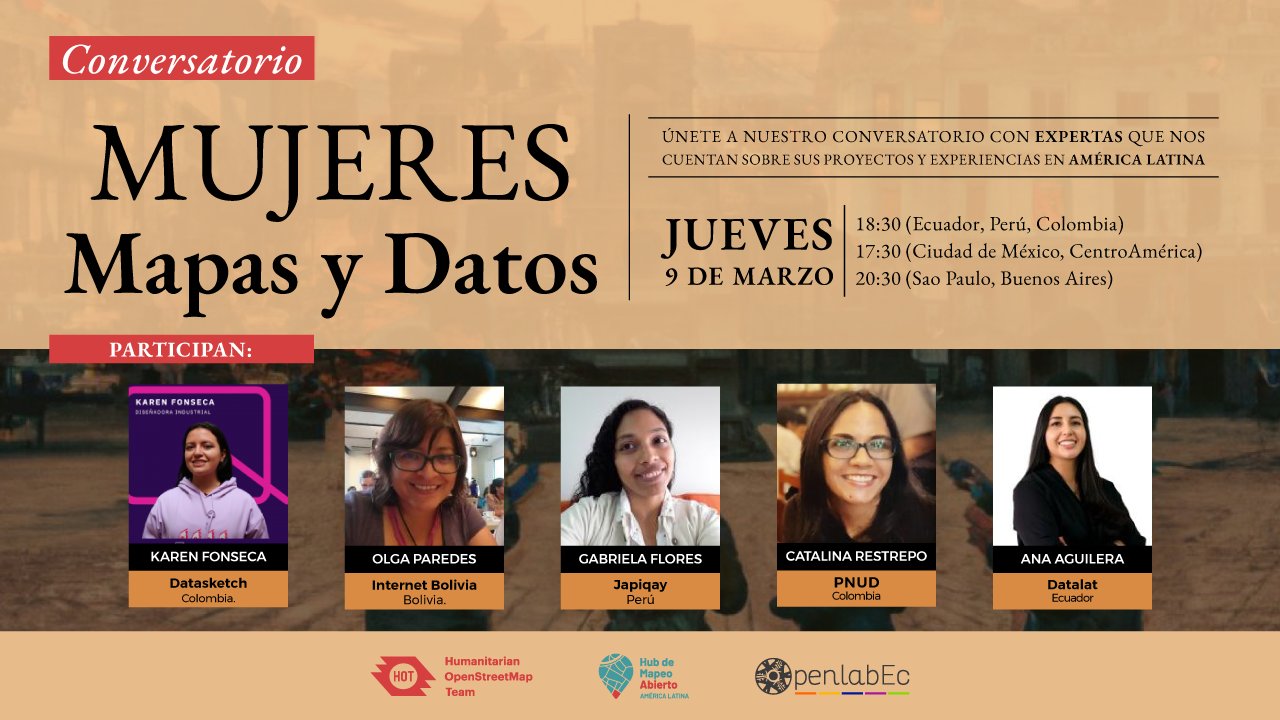 Conversatorio
MUJERES
Mapas y Datos
ÚNETE A NUESTRO CONVERSATORIO CON EXPERTAS QUE NOS
CUENTAN SOBRE SUS PROYECTOS Y EXPERIENCIAS EN AMÉRICA LATINA
JUEVES
9 DE MARZO
18:30 (Ecuador, Perú, Colombia)
17:30 (Ciudad de México, CentroAmérica)
20:30 (Sao Paulo, Buenos Aires)
PARTICIPAN:
KAREN FONSECA
DISEÑADORA INDUSTRIAL
KAREN FONSECA
Datasketch
Colombia.
OLGA PAREDES
Internet Bolivia
Bolivia.
GABRIELA FLORES
Japiqay
Perú
CATALINA RESTREPO
PNUD
Colombia
ANA AGUILERA
Datalat
Ecuador
HOT
Humanitarian
OpenStreetMap
Team
Hub de
Mapeo
Abierto
AMÉRICA LATINA
OpenlabEc